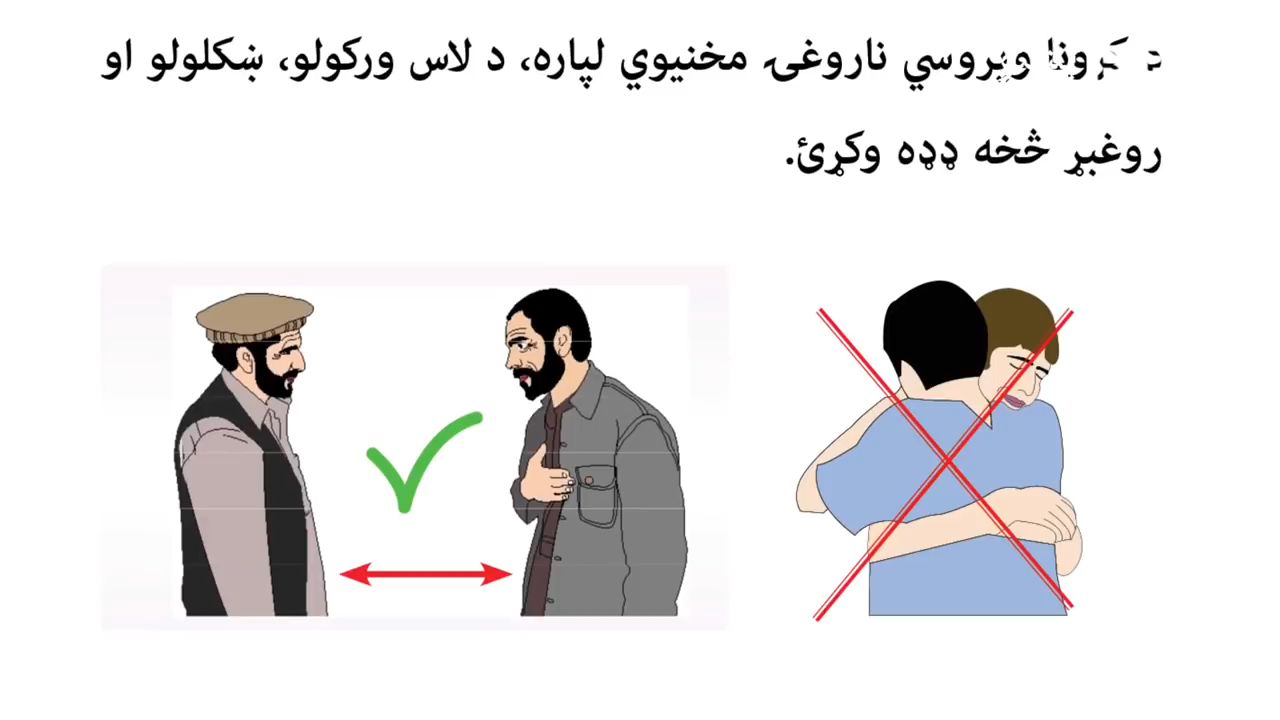 د کرونا ویروسي ناروغۍ مخنیوي لپاره، د لاس ورکولو، ښکلولو او
روغبړ څخه ډډه وکړئ.